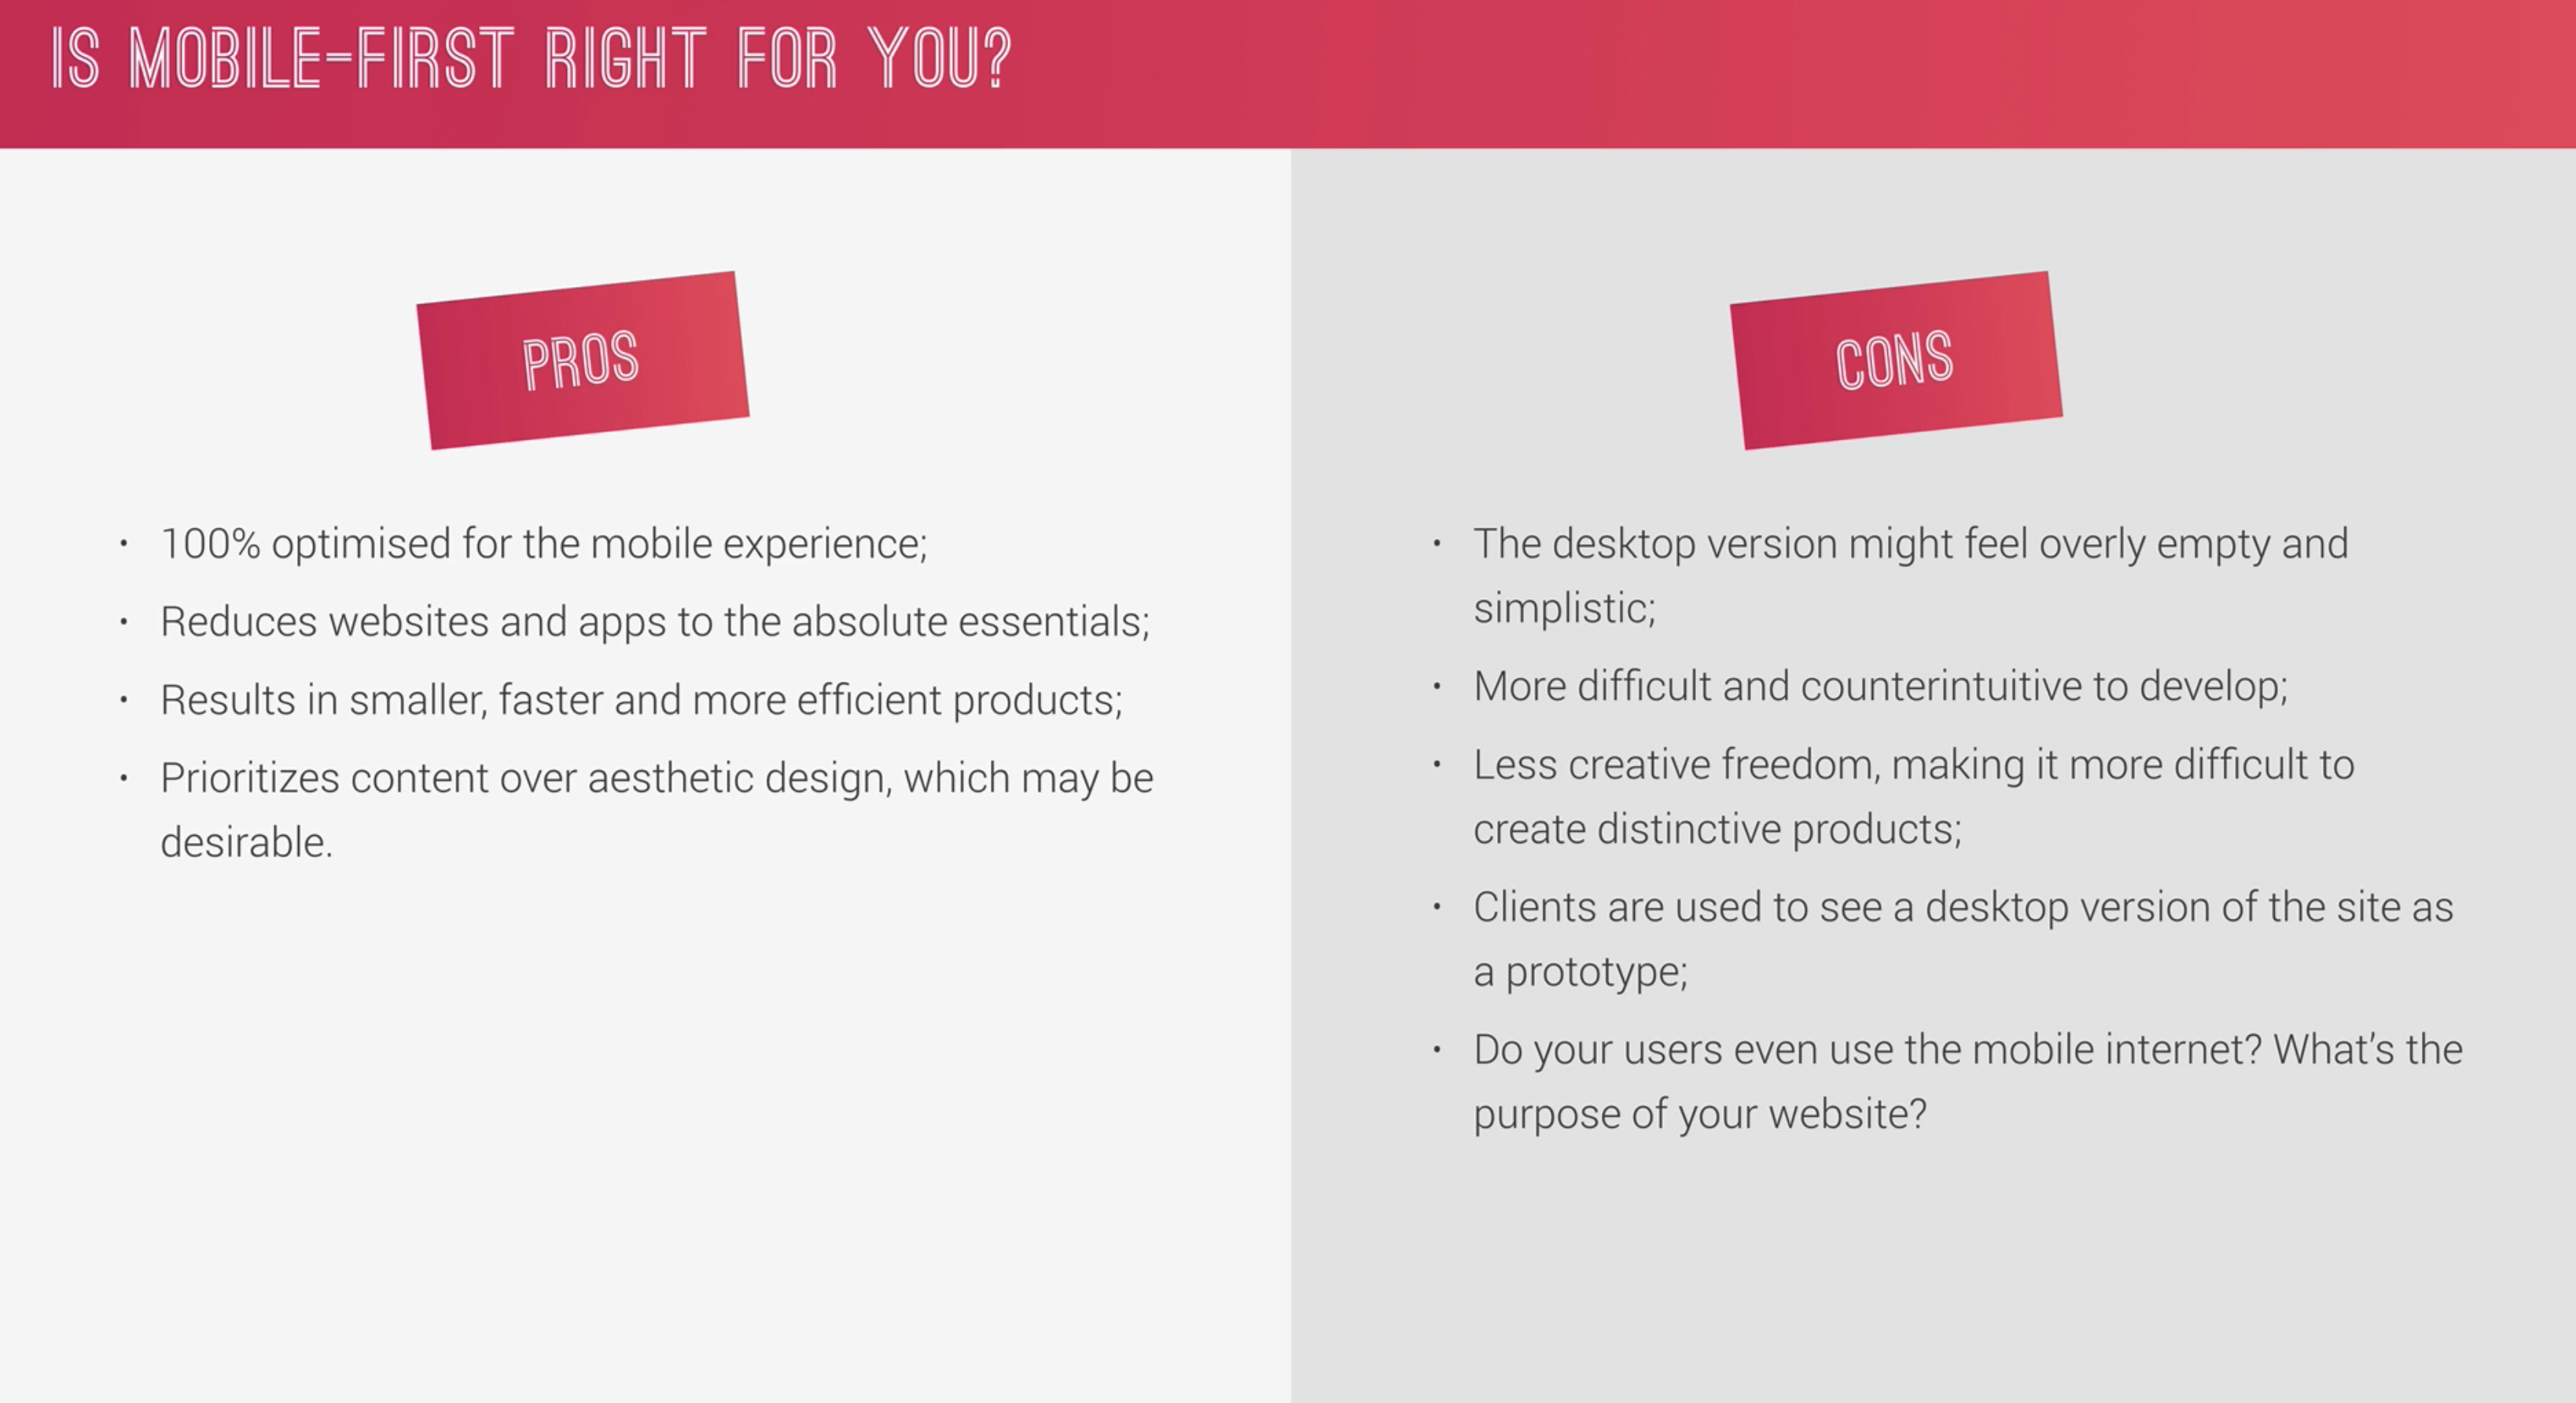 IS MOBILE-FIRST RIGHT FOR YOU?
PROS
• 100% optimised for the mobile experience;
• Reduces websites and apps to the absolute essentials;
• Results in smaller, faster and more efficient products;
• Prioritizes content over aesthetic design, which may be
desirable.
CONS
• The desktop version might feel overly empty and
simplistic;
• More difficult and counterintuitive to develop;
• Less creative freedom, making it more difficult to
create distinctive products;
• Clients are used to see a desktop version of the site as
a prototype;
• Do your users even use the mobile internet? What’s the
purpose of your website?